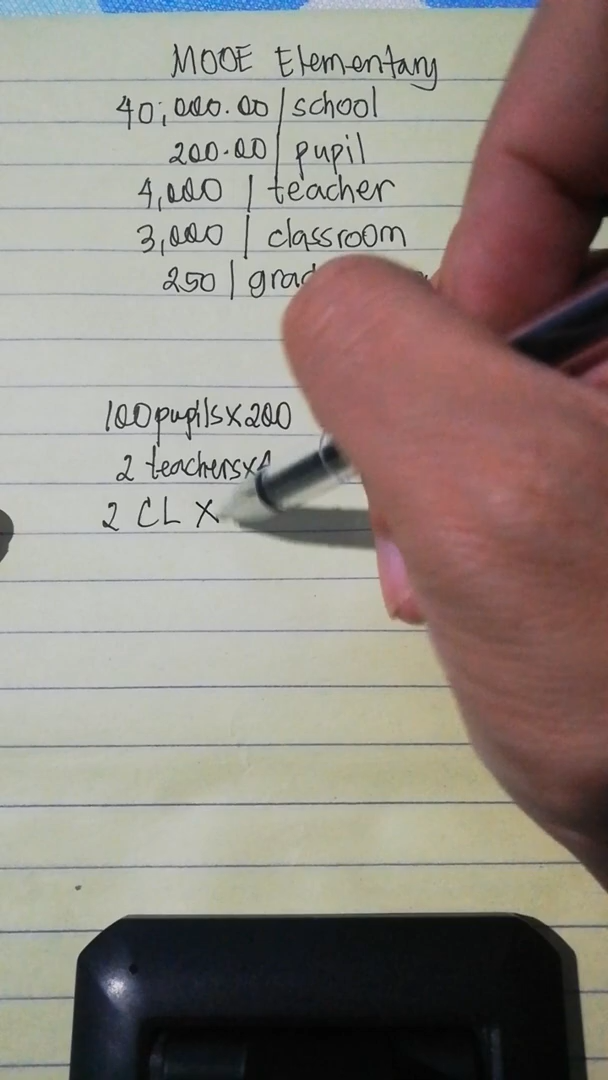 MOOE Elementary
40,000.00 / school
200.00 / pupil
4,000 / teacher
3,000 / classroom
250 /
100 pupils x 200
2 teachers x 4
2 CL X